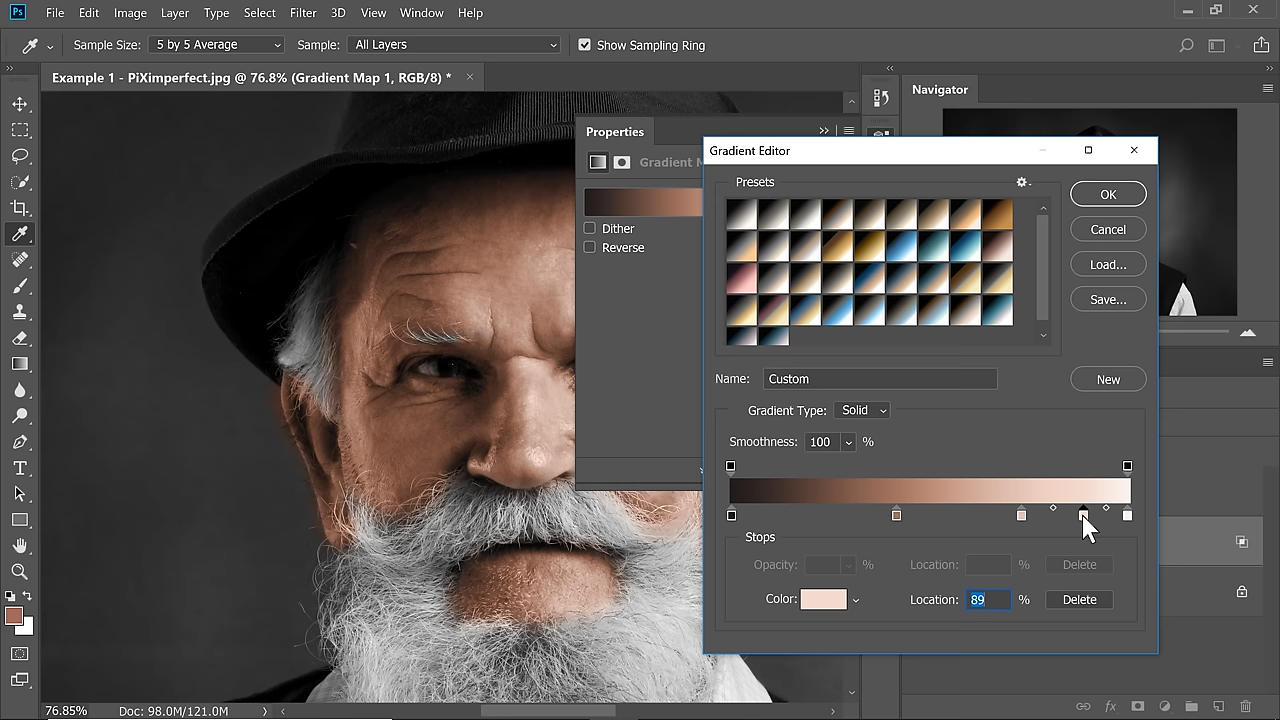 Ps File Edit Image Layer Type Select Filter 3D View Window Help
Sample Size: 5 by 5 Average Sample: All Layers Show Sampling Ring
Example 1 - PiXimperfect.jpg @ 76.8% (Gradient Map 1, RGB/8) *
Navigator
Properties
Gradient M
Dither
Reverse
Gradient Editor
Presets
OK
Cancel
Load...
Save...
Name: Custom
New
Gradient Type: Solid
Smoothness: 100 %
Stops
Opacity: % Location: % Delete
Color: Location: 89 % Delete
T
fx
76.85% Doc: 98.0M/121.0M